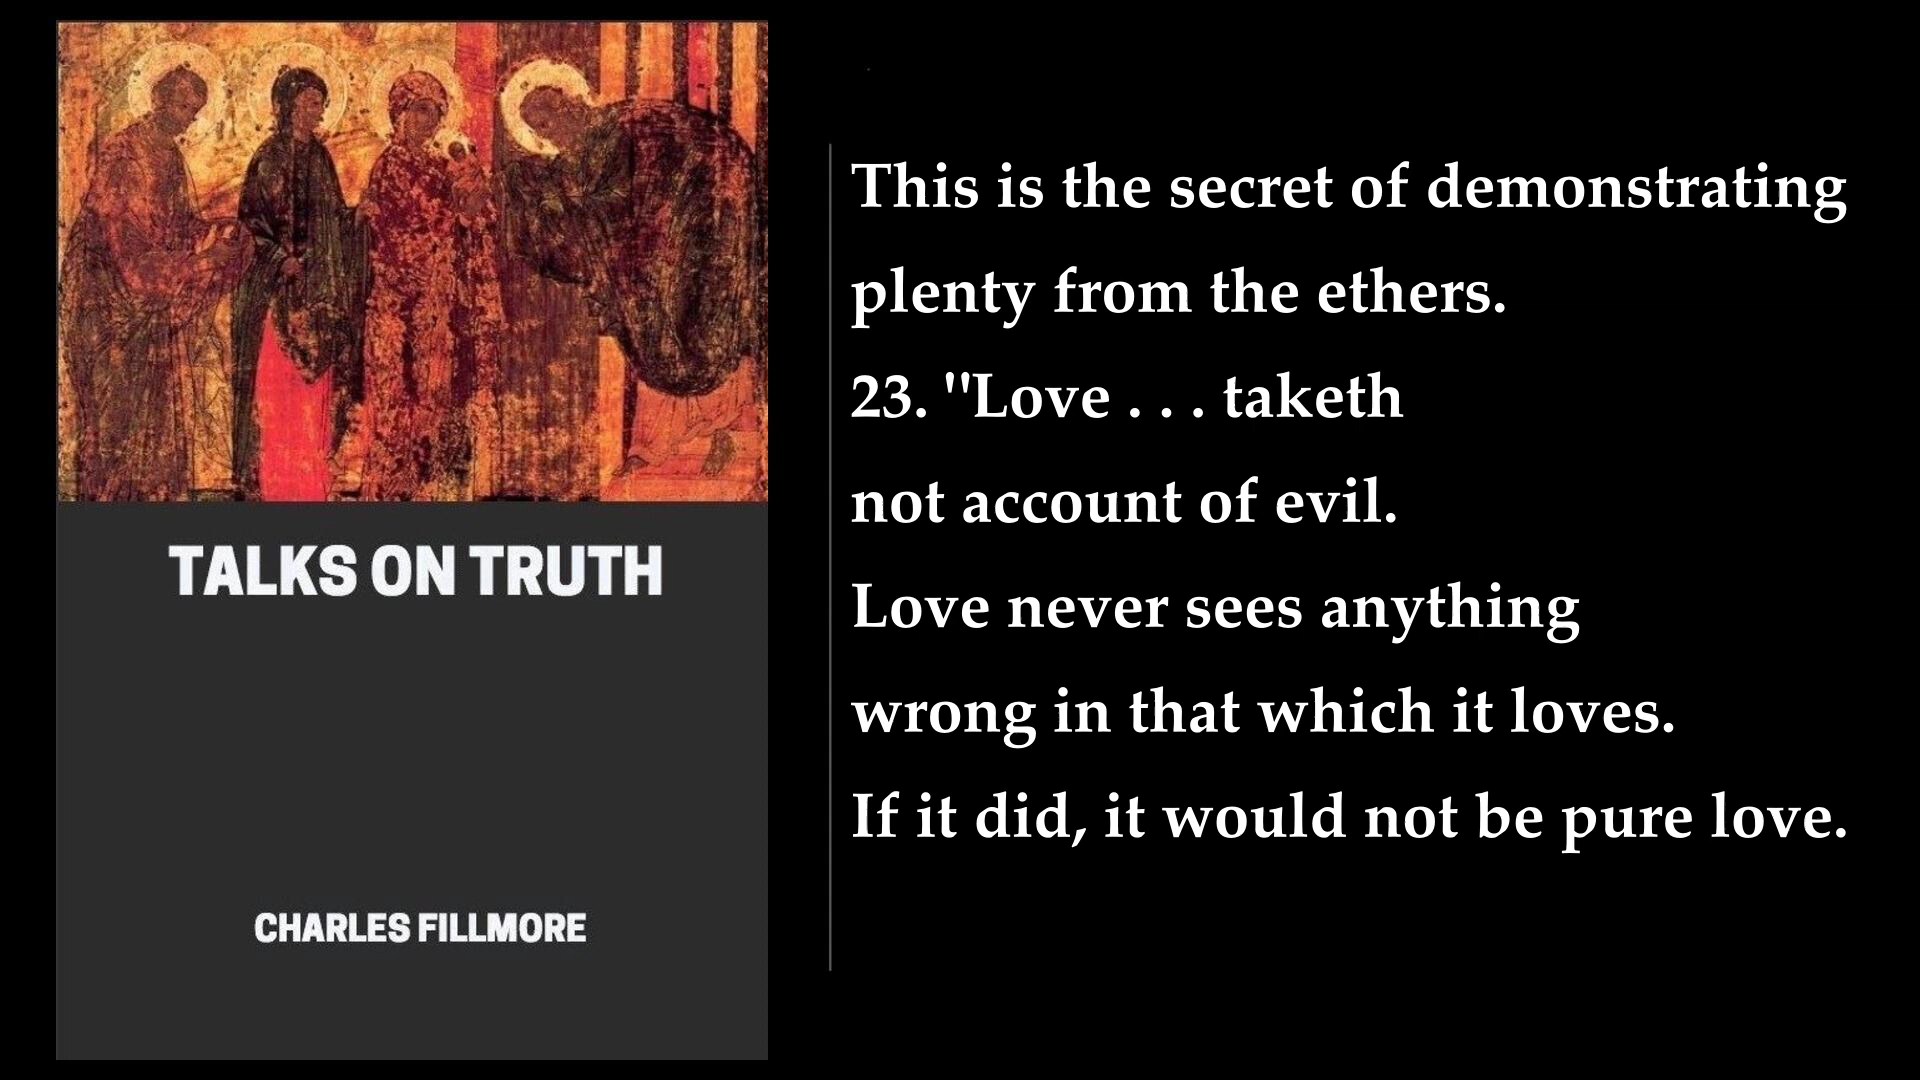 TALKS ON TRUTH
CHARLES FILLMORE
This is the secret of demonstrating
plenty from the ethers.
23. "Love . . . taketh
not account of evil.
Love never sees anything
wrong in that which it loves.
If it did, it would not be pure love.